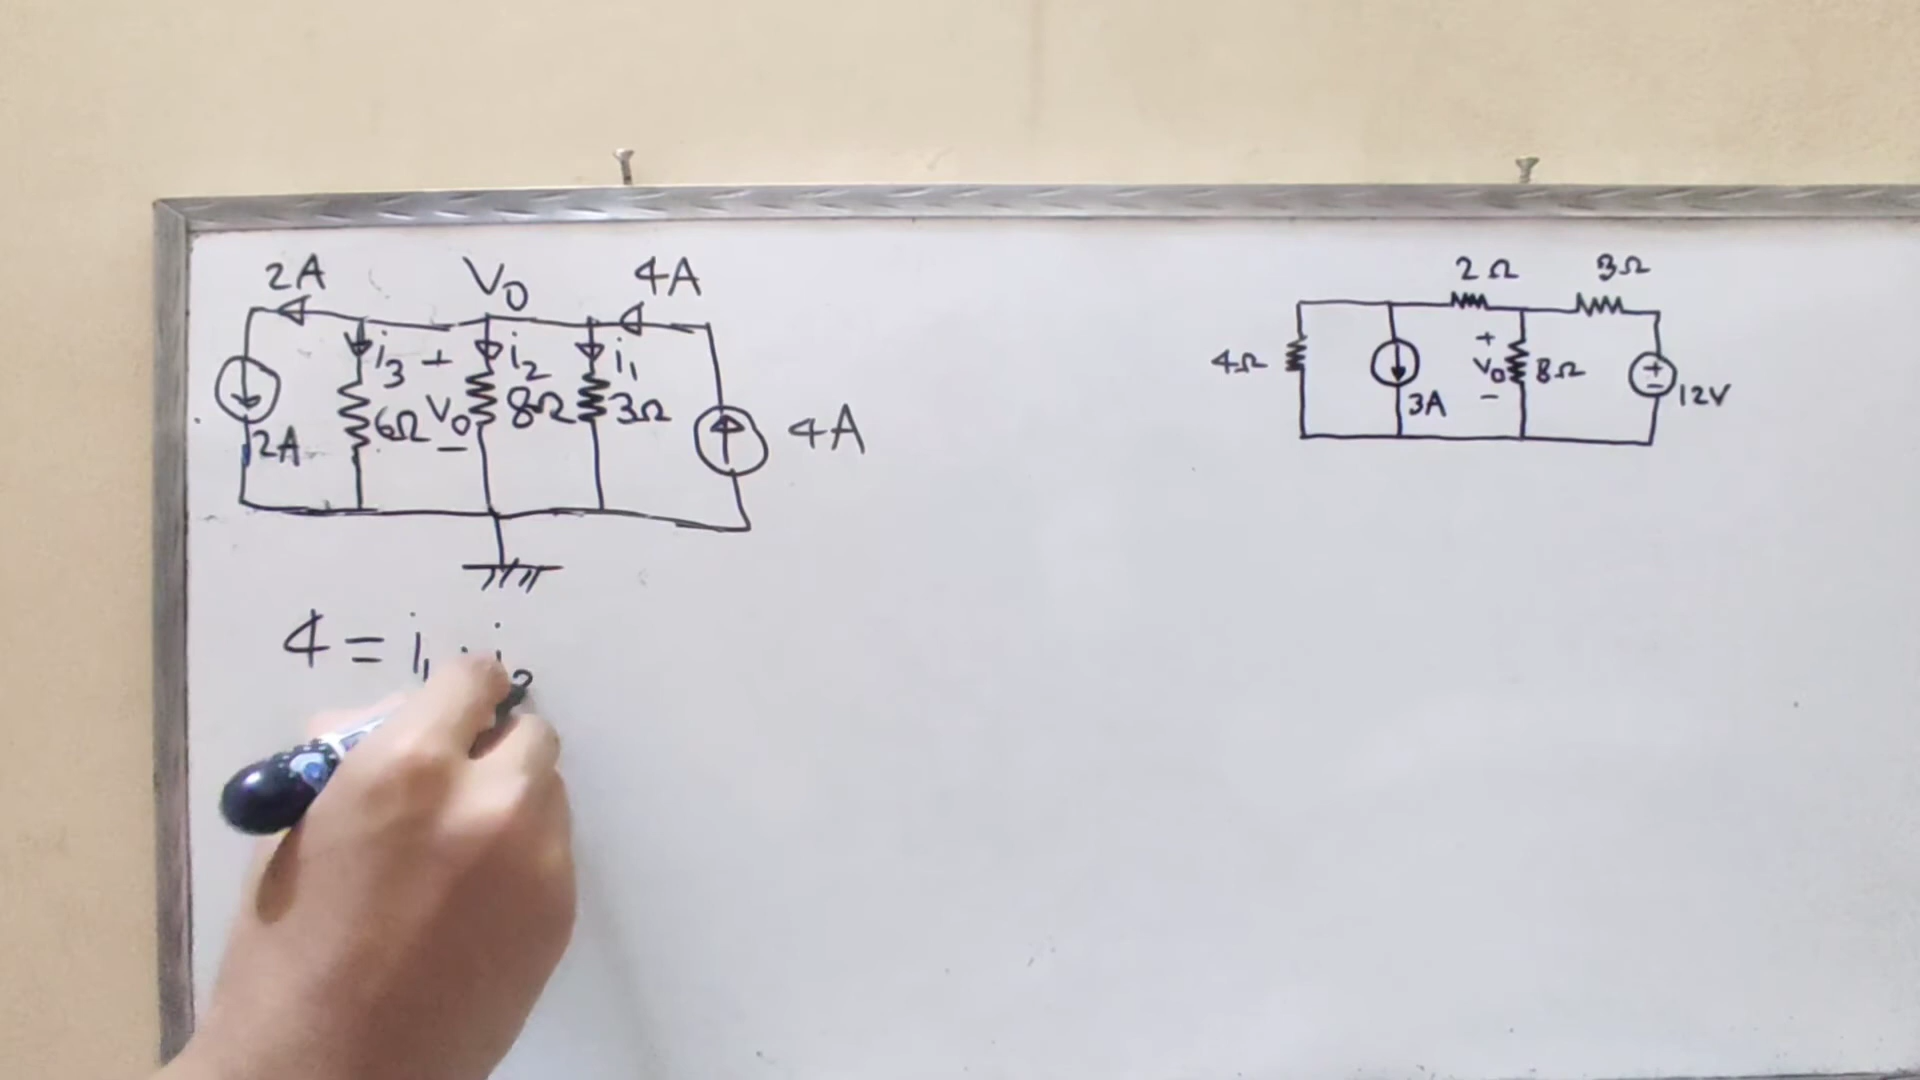 2A V₀ 4A
i₃ + i₂ i₁
6Ω V₀ 8Ω 3Ω
2A − 4A
2Ω 3Ω
4Ω + V₀ − 8Ω + −
3A 12V
4 = i₁ i₂